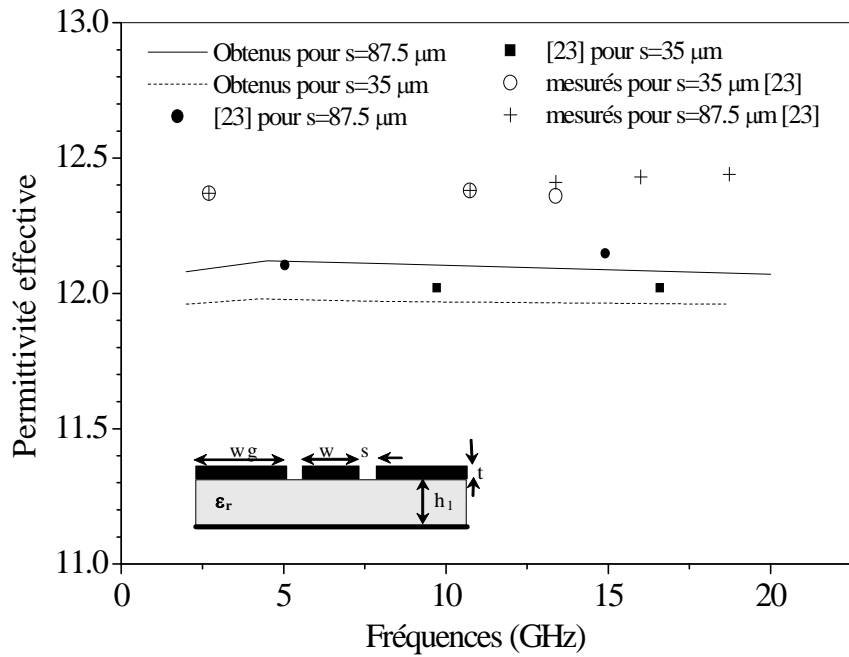 13.0
12.5
12.0
11.5
11.0
Permittivité effective
Obtenus pour s=87.5 μm
Obtenus pour s=35 μm
[23] pour s=87.5 μm
[23] pour s=35 μm
mesurés pour s=35 μm [23]
mesurés pour s=87.5 μm [23]
wg w s
t
εr h1
0 5 10 15 20
Fréquences (GHz)